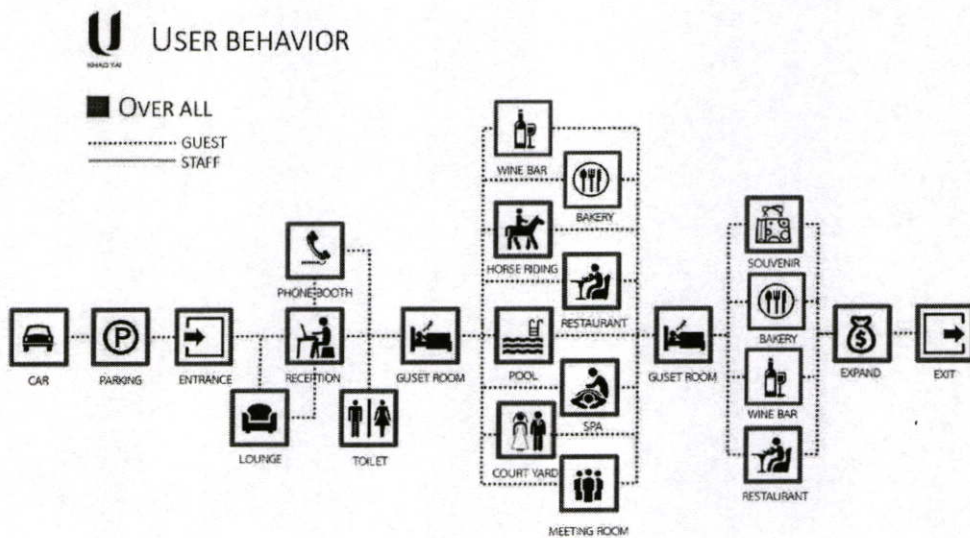 U
KHAO YAI
USER BEHAVIOR
OVER ALL
GUEST
STAFF
WINE BAR
BAKERY
HORSE RIDING
RESTAURANT
POOL
SPA
COURT YARD
MEETING ROOM
PHONE BOOTH
SOUVENIR
BAKERY
WINE BAR
RESTAURANT
P
$
CAR
PARKING
ENTRANCE
RECEPTION
GUSET ROOM
GUSET ROOM
EXPAND
EXIT
LOUNGE
TOILET